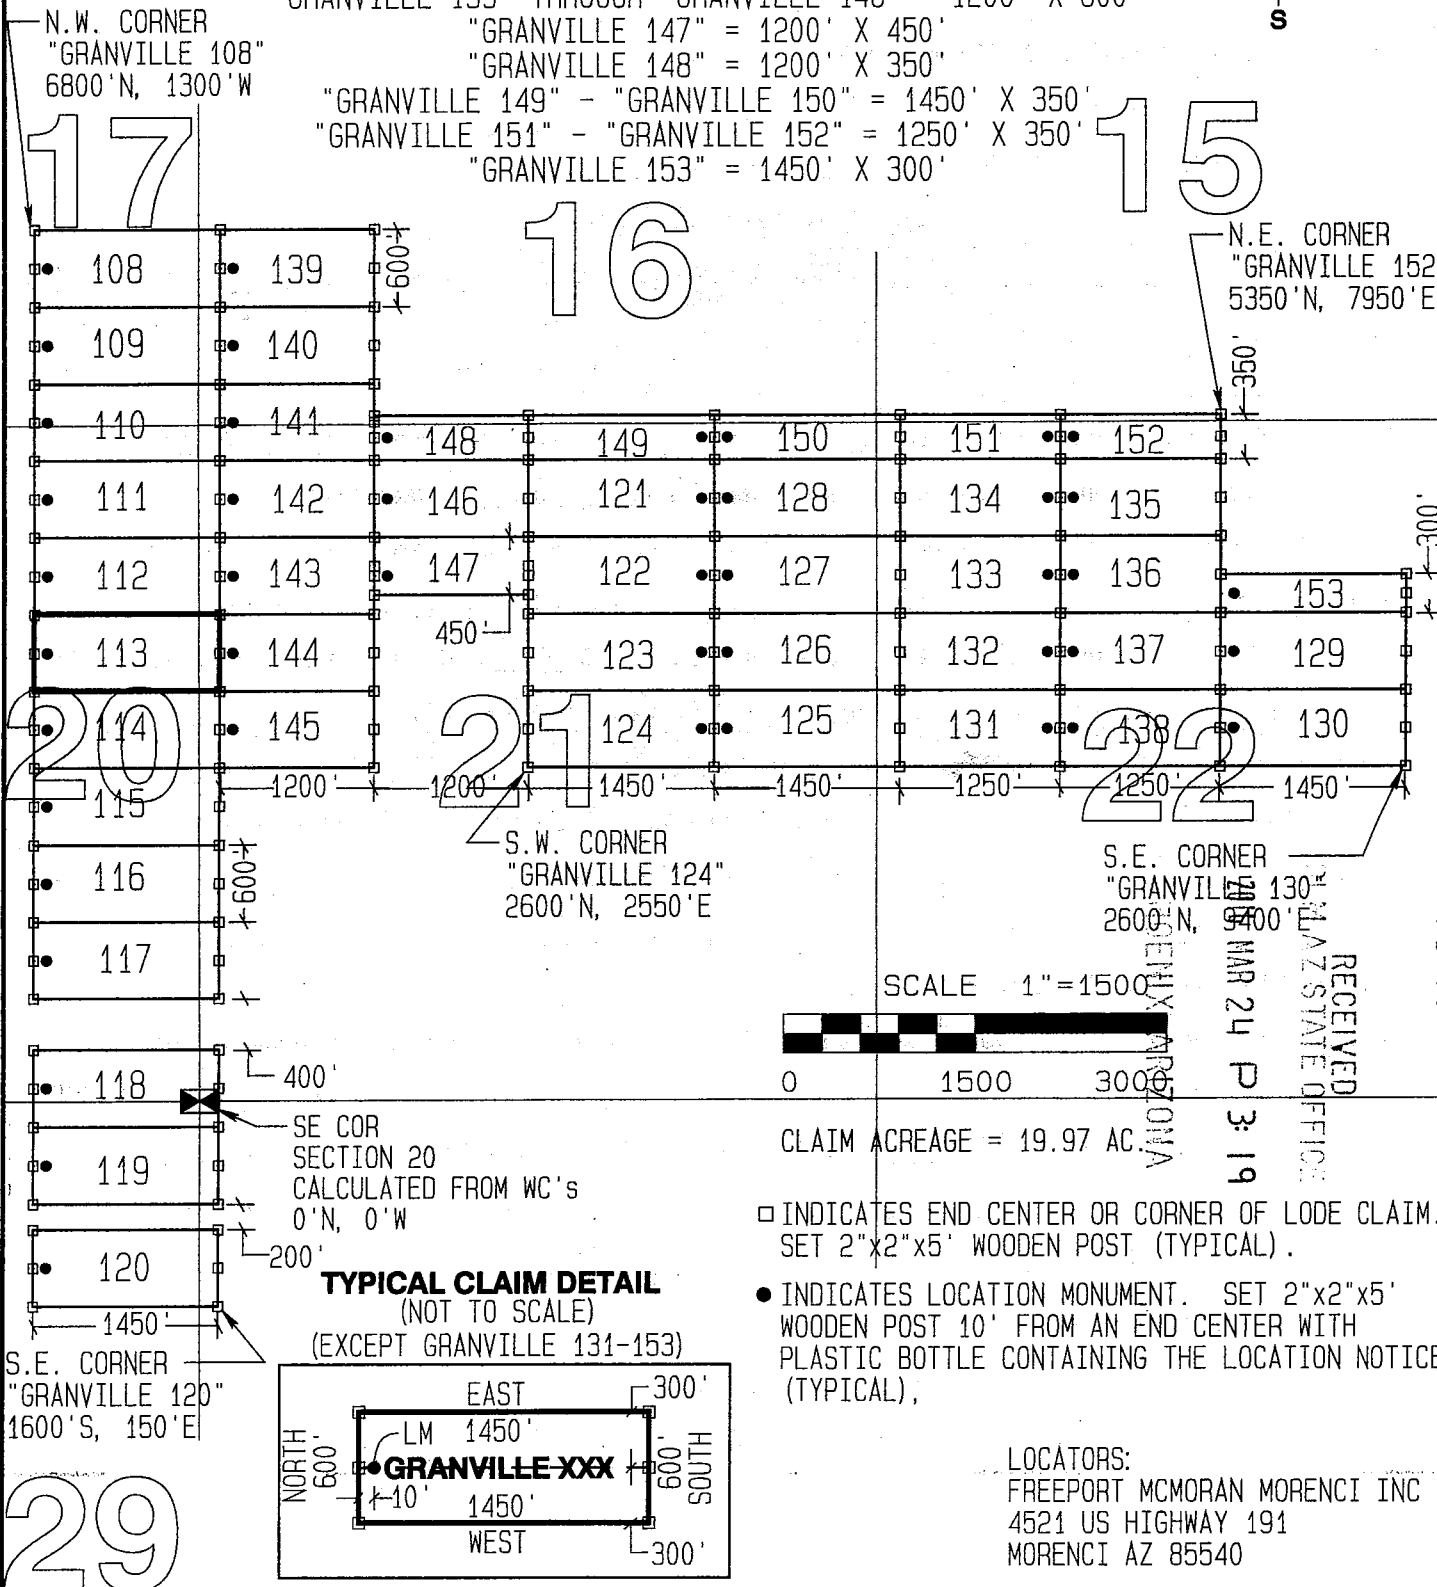 "GRANVILLE 139" THROUGH "GRANVILLE 146" = 1200' X 600'
"GRANVILLE 147" = 1200' X 450'
"GRANVILLE 148" = 1200' X 350'
"GRANVILLE 149" - "GRANVILLE 150" = 1450' X 350'
"GRANVILLE 151" - "GRANVILLE 152" = 1250' X 350'
"GRANVILLE 153" = 1450' X 300'
S
N.W. CORNER
"GRANVILLE 108"
6800'N, 1300'W
17
16
15
N.E. CORNER
"GRANVILLE 152
5350'N, 7950'E
108
139
600'
109
140
350'
110
141
148
149
150
151
152
111
142
146
121
128
134
135
300'
112
143
147
122
127
133
136
153
450'
113
144
123
126
132
137
129
20
21
22
114
145
124
125
131
138
130
1200'
1200'
1450'
1450'
1250'
1250'
1450'
115
116
600'
117
S.W. CORNER
"GRANVILLE 124"
2600'N, 2550'E
S.E. CORNER
"GRANVILLE 130"
2600'N, 9400'E
RECEIVED
AZ STATE OFFICE
MAR 24 P 3:19
ARIZONA
SCALE 1"=1500'
0 1500 3000
118
400'
SE COR
SECTION 20
CALCULATED FROM WC's
0'N, 0'W
119
200'
120
1450'
S.E. CORNER
"GRANVILLE 120"
1600'S, 150'E
29
CLAIM ACREAGE = 19.97 AC.
□ INDICATES END CENTER OR CORNER OF LODE CLAIM.
SET 2"x2"x5' WOODEN POST (TYPICAL).
● INDICATES LOCATION MONUMENT. SET 2"x2"x5'
WOODEN POST 10' FROM AN END CENTER WITH
PLASTIC BOTTLE CONTAINING THE LOCATION NOTICE
(TYPICAL),
TYPICAL CLAIM DETAIL
(NOT TO SCALE)
(EXCEPT GRANVILLE 131-153)
EAST
300'
LM 1450'
NORTH
600'
GRANVILLE XXX
600'
SOUTH
10'
1450'
WEST
300'
LOCATORS:
FREEPORT MCMORAN MORENCI INC
4521 US HIGHWAY 191
MORENCI AZ 85540